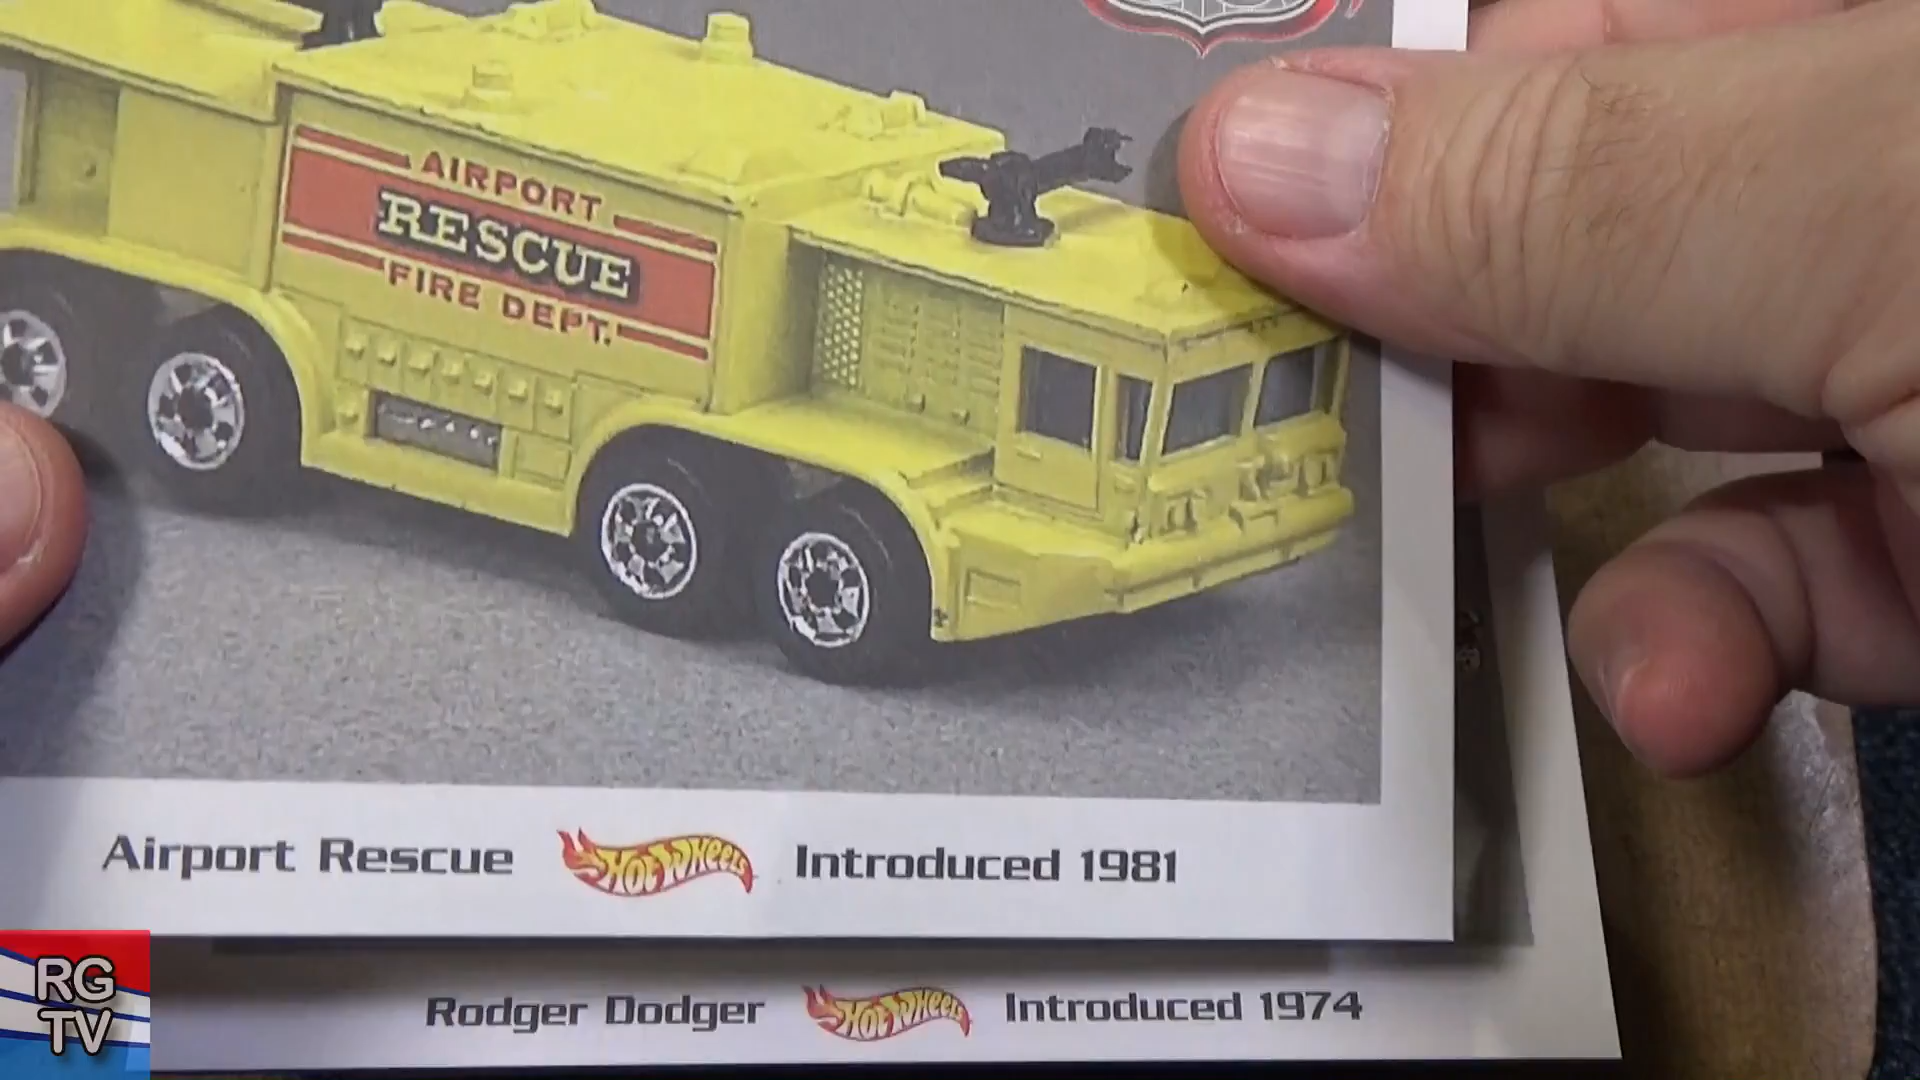 AIRPORT
RESCUE
FIRE DEPT.
Airport Rescue Hot Wheels Introduced 1981
Rodger Dodger Hot Wheels Introduced 1974
RG
TV